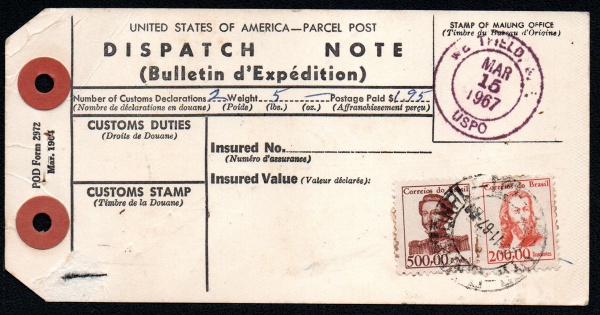 UNITED STATES OF AMERICA—PARCEL POST
DISPATCH NOTE
(Bulletin d'Expédition)
STAMP OF MAILING OFFICE
(Timbre du Bureau d'Origine)
MAR
15
1967
USPO
Number of Customs Declarations 2 Weight 5 — Postage Paid $1.95
(Nombre de déclarations en douane) (Poids) (lbs.) (oz.) (Affranchissement perçu)
POD Form 2972
Mar. 1964
CUSTOMS DUTIES
(Droits de Douane)
Insured No.
(Numéro d'assurance)
Insured Value (Valeur déclarée):
CUSTOMS STAMP
(Timbre de la Douane)
Correios do Brasil
500,00
Correios do Brasil
200,00